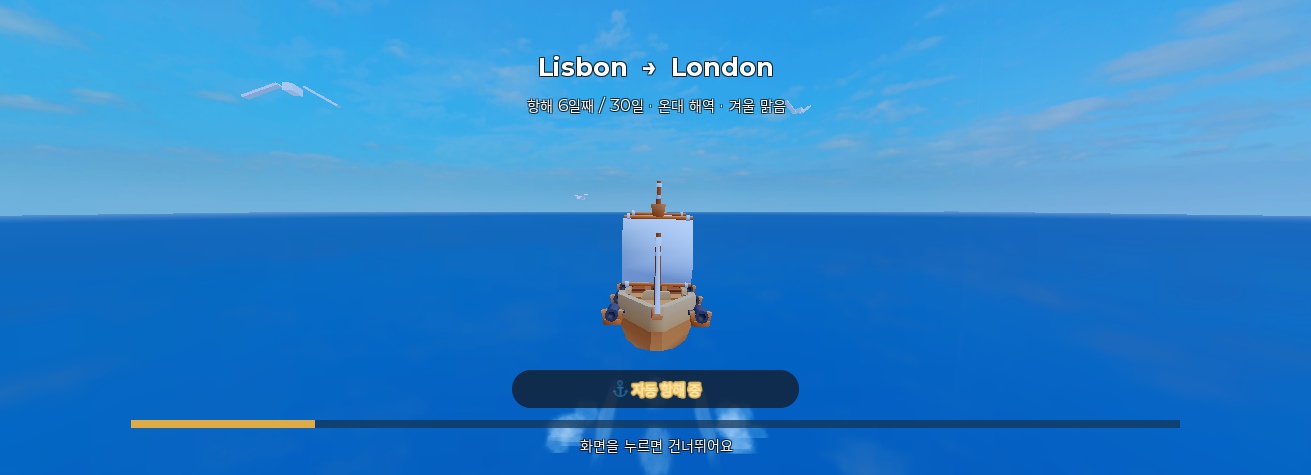 Lisbon → London
항해 6일째 / 30일 · 온대 해역 · 겨울 맑음
⚓ 자동 항해 중
화면을 누르면 건너뛰어요